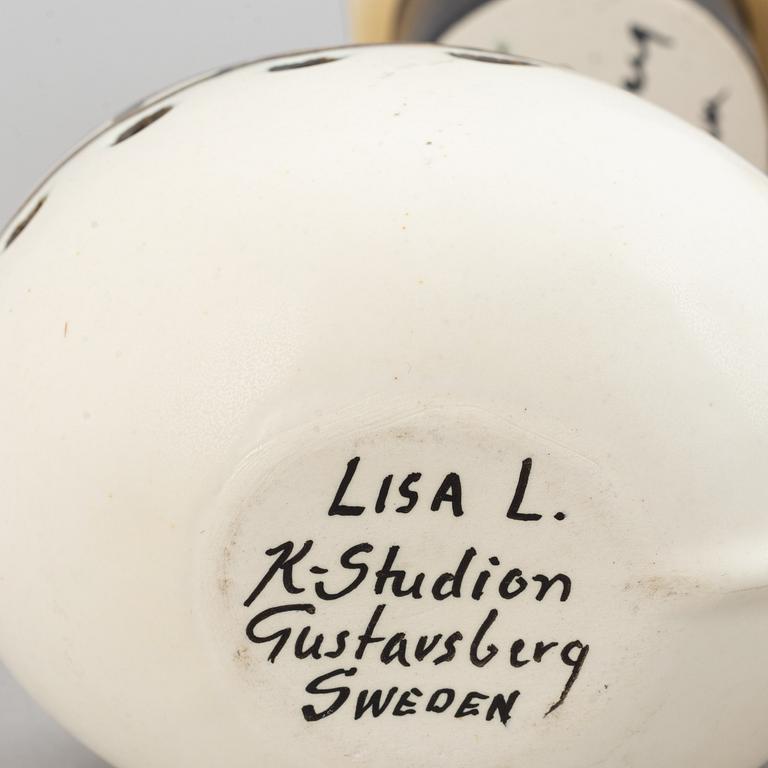 LISA L.
K-Studion
Gustavsberg
SWEDEN